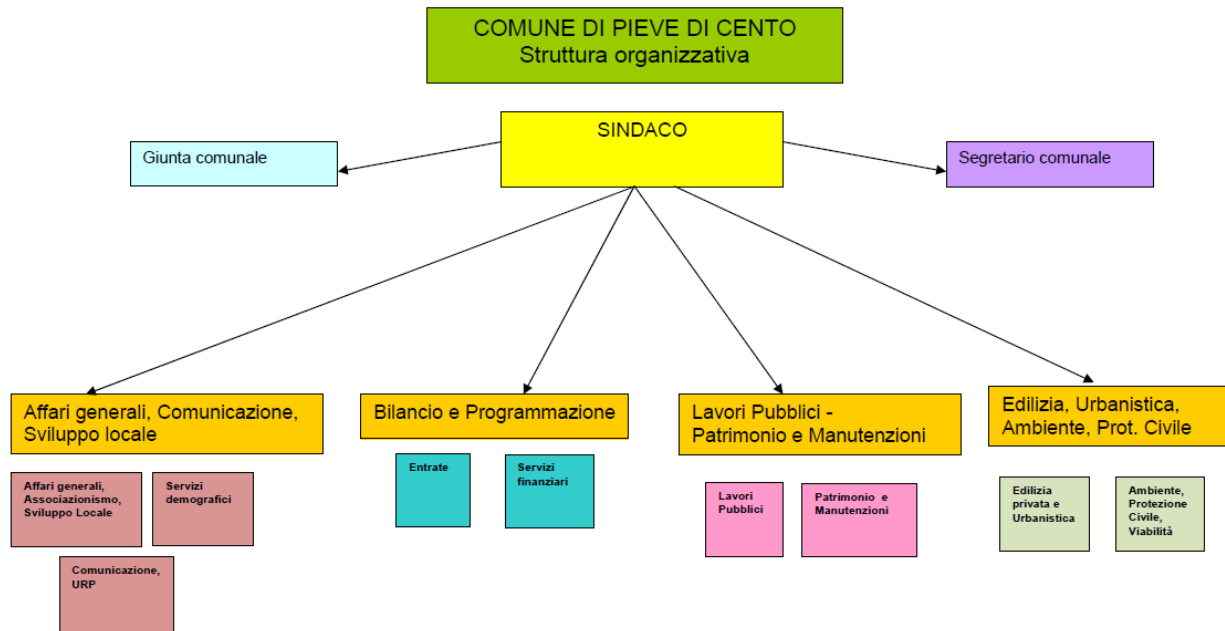 COMUNE DI PIEVE DI CENTO
Struttura organizzativa
SINDACO
Giunta comunale
Segretario comunale
Affari generali, Comunicazione,
Sviluppo locale
Bilancio e Programmazione
Lavori Pubblici -
Patrimonio e Manutenzioni
Edilizia, Urbanistica,
Ambiente, Prot. Civile
Affari generali,
Associazionismo,
Sviluppo Locale
Servizi
demografici
Comunicazione,
URP
Entrate
Servizi
finanziari
Lavori
Pubblici
Patrimonio e
Manutenzioni
Edilizia
privata e
Urbanistica
Ambiente,
Protezione
Civile,
Viabilità